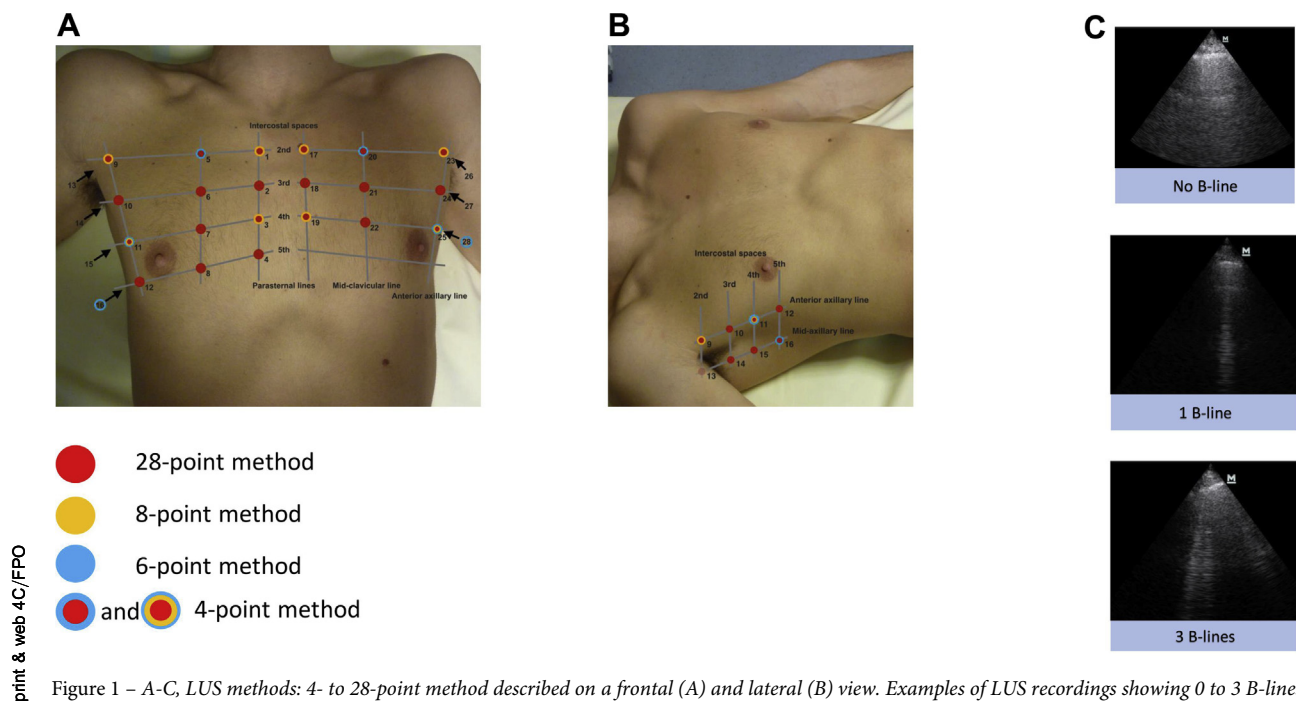 A
B
C
Intercostal spaces
2nd
3rd
4th
5th
9
5
1
17
20
23
13
26
10
6
2
18
21
24
27
14
11
7
3
19
22
25
28
15
12
8
4
16
Parasternal lines
Mid-clavicular line
Anterior axillary line
Intercostal spaces
5th
4th
3rd
2nd
Anterior axillary line
12
11
10
9
Mid-axillary line
16
15
14
13
M
No B-line
M
1 B-line
M
3 B-lines
28-point method
8-point method
6-point method
and
4-point method
print & web 4C/FPO
Figure 1 – A-C, LUS methods: 4- to 28-point method described on a frontal (A) and lateral (B) view. Examples of LUS recordings showing 0 to 3 B-line